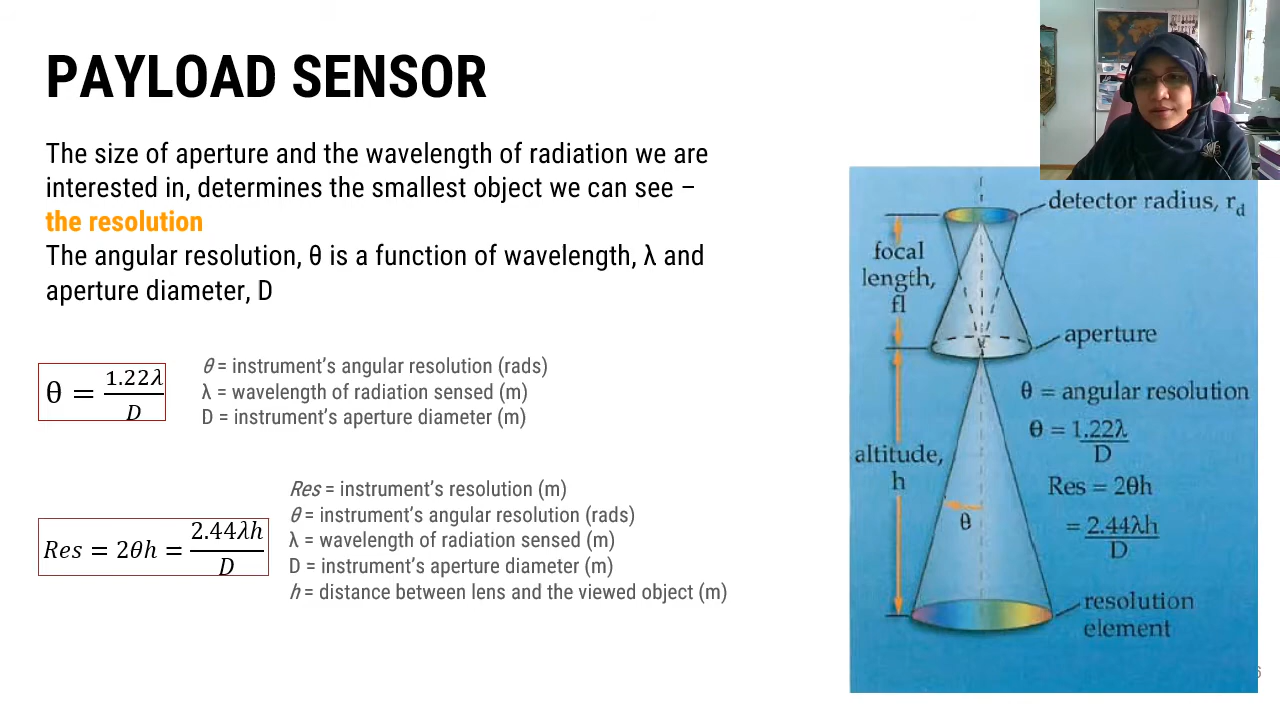 PAYLOAD SENSOR
The size of aperture and the wavelength of radiation we are
interested in, determines the smallest object we can see –
the resolution
The angular resolution, θ is a function of wavelength, λ and
aperture diameter, D
θ = 1.22λ / D
θ = instrument's angular resolution (rads)
λ = wavelength of radiation sensed (m)
D = instrument's aperture diameter (m)
Res = 2θh = 2.44λh / D
Res = instrument's resolution (m)
θ = instrument's angular resolution (rads)
λ = wavelength of radiation sensed (m)
D = instrument's aperture diameter (m)
h = distance between lens and the viewed object (m)
detector radius, r_d
focal
length,
fl
aperture
θ = angular resolution
θ = 1.22λ
D
altitude,
h
Res = 2θh
= 2.44λh
D
θ
resolution
element
6